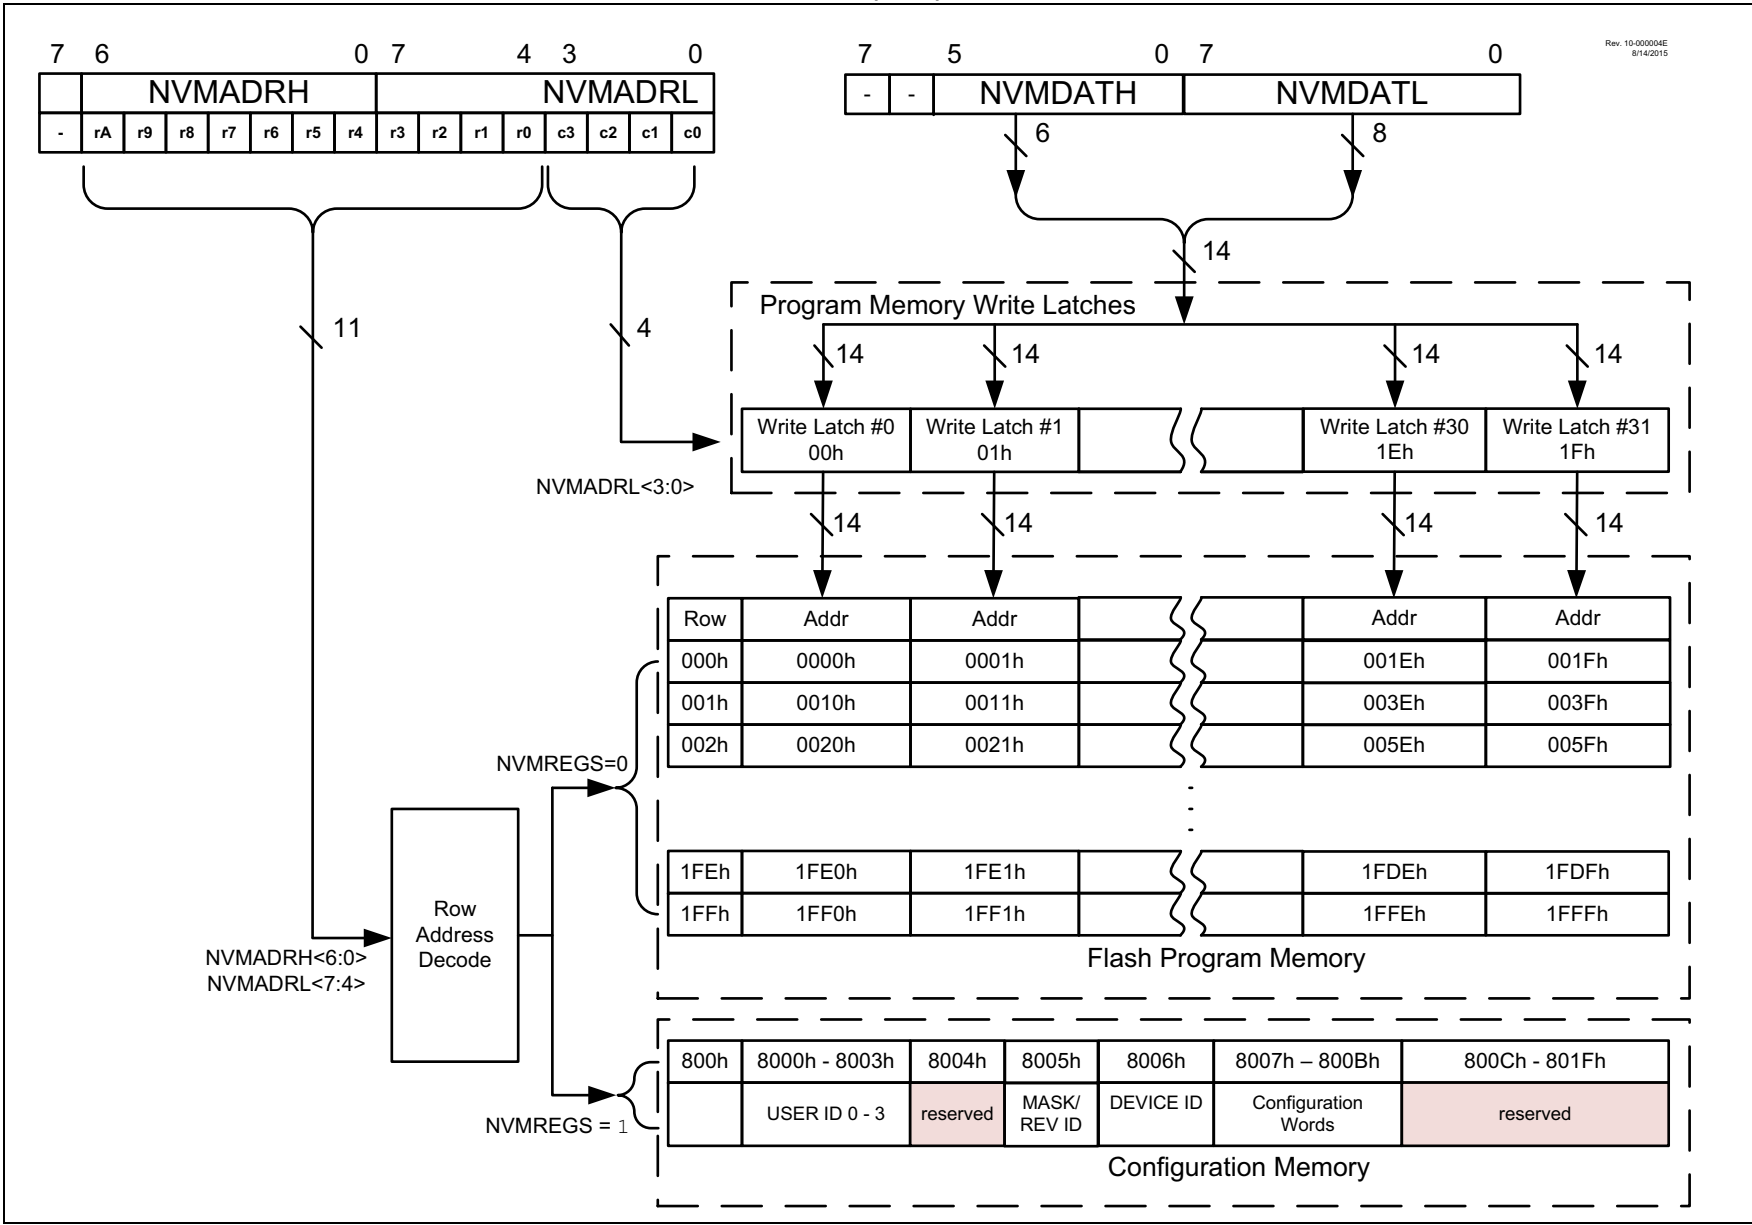 Rev. 10-000004E
8/14/2015
7 6 0 7 4 3 0
NVMADRH NVMADRL
- rA r9 r8 r7 r6 r5 r4 r3 r2 r1 r0 c3 c2 c1 c0
7 5 0 7 0
- - NVMDATH NVMDATL
6 8
14
11
4
Program Memory Write Latches
14 14 14 14
Write Latch #0 Write Latch #1 Write Latch #30 Write Latch #31
00h 01h 1Eh 1Fh
NVMADRL<3:0>
14 14 14 14
Row Addr Addr Addr Addr
000h 0000h 0001h 001Eh 001Fh
001h 0010h 0011h 003Eh 003Fh
002h 0020h 0021h 005Eh 005Fh
NVMREGS=0
1FEh 1FE0h 1FE1h 1FDEh 1FDFh
1FFh 1FF0h 1FF1h 1FFEh 1FFFh
Flash Program Memory
Row
Address
Decode
NVMADRH<6:0>
NVMADRL<7:4>
800h 8000h - 8003h 8004h 8005h 8006h 8007h – 800Bh 800Ch - 801Fh
USER ID 0 - 3 reserved MASK/ DEVICE ID Configuration reserved
REV ID Words
NVMREGS = 1
Configuration Memory